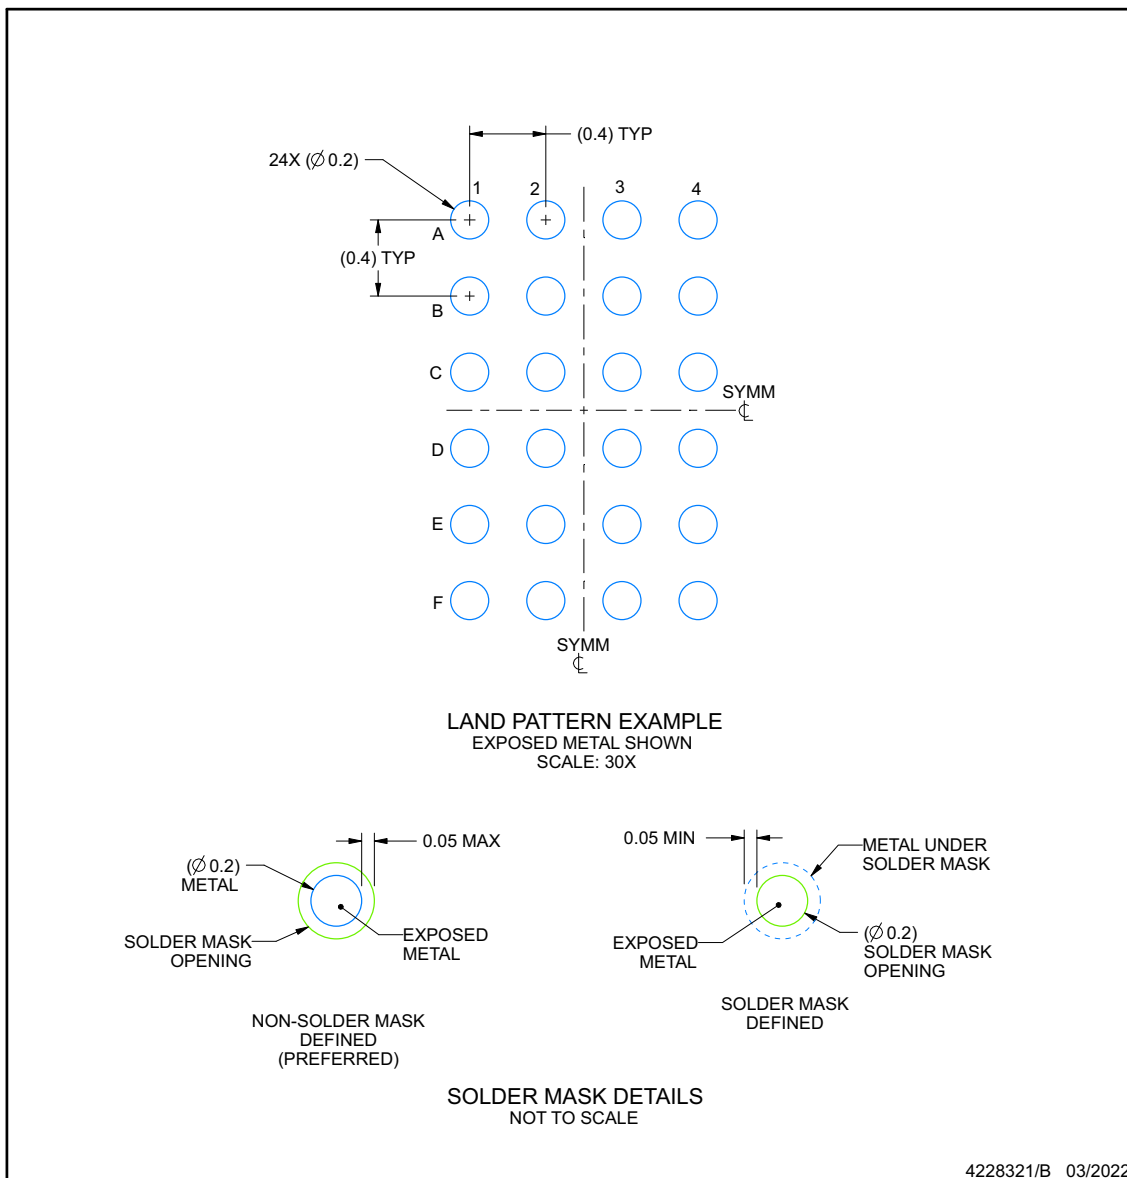 (0.4) TYP
24X (∅ 0.2)
1
2
3
4
A
(0.4) TYP
B
C
SYMM
℄
D
E
F
SYMM
℄
LAND PATTERN EXAMPLE
EXPOSED METAL SHOWN
SCALE: 30X
0.05 MAX
(∅ 0.2)
METAL
SOLDER MASK
OPENING
EXPOSED
METAL
NON-SOLDER MASK
DEFINED
(PREFERRED)
0.05 MIN
METAL UNDER
SOLDER MASK
EXPOSED
METAL
(∅ 0.2)
SOLDER MASK
OPENING
SOLDER MASK
DEFINED
SOLDER MASK DETAILS
NOT TO SCALE
4228321/B 03/2022